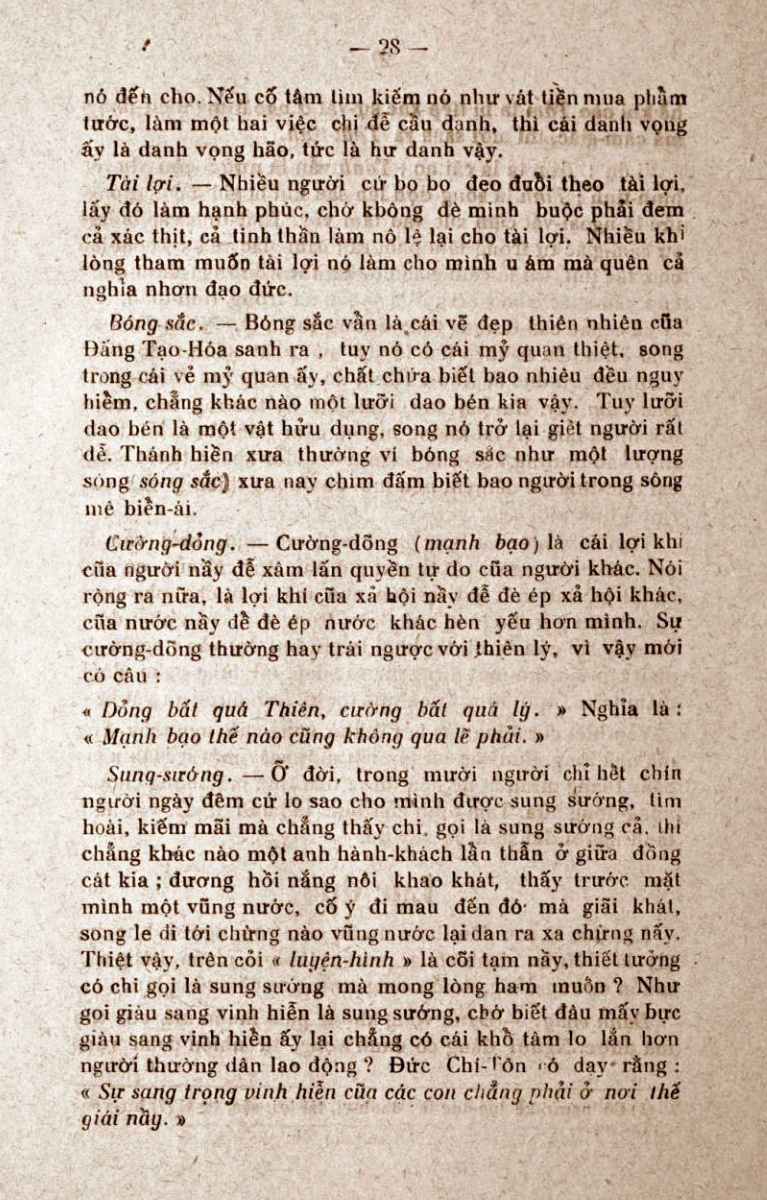 — 28 —
nó đến cho. Nếu cố tâm tìm kiếm nó như vát tiền mua phẩm
tước, làm một hai việc chi để cầu danh, thì cái danh vọng
ấy là danh vọng hão, tức là hư danh vậy.
Tài lợi. — Nhiều người cứ bo bo đeo đuổi theo tài lợi,
lấy đó làm hạnh phúc, chớ không dè mình buộc phải đem
cả xác thịt, cả tinh thần làm nô lệ lại cho tài lợi. Nhiều khi
lòng tham muốn tài lợi nó làm cho mình u ám mà quên cả
nghĩa nhơn đạo đức.
Bóng sắc. — Bóng sắc vẫn là cái vẽ đẹp thiên nhiên của
Đấng Tạo-Hóa sanh ra , tuy nó có cái mỷ quan thiệt, song
trong cái vẻ mỷ quan ấy, chất chứa biết bao nhiêu đều nguy
hiểm, chẳng khác nào một lưỡi dao bén kia vậy. Tuy lưỡi
dao bén là một vật hửu dụng, song nó trở lại giết người rất
dễ. Thánh hiền xưa thường ví bóng sắc như một lượng
sóng (sóng sắc) xưa nay chìm đấm biết bao người trong sông
mê biển-ái.
Cường-dỏng. — Cường-dõng (mạnh bạo) là cái lợi khí
của người nầy để xâm lấn quyền tự do của người khác. Nói
rộng ra nữa, là lợi khí của xả hội nầy để đè ép xả hội khác,
của nước nầy dề đè ép nước khác hèn yếu hơn mình. Sự
cường-dõng thường hay trái ngược với thiên lý, vì vậy mới
có câu :
« Dỏng bất quá Thiên, cường bất quá lý. » Nghỉa là :
« Mạnh bạo thế nào cũng không qua lẽ phải. »
Sung-sướng. — Ở đời, trong mười người chỉ hết chín
người ngày đêm cứ lo sao cho mình được sung sướng, tìm
hoài, kiếm mãi mà chẳng thấy chi, gọi là sung sướng cả, thì
chẳng khác nào một anh hành-khách lẩn thẩn ở giữa đồng
cát kia ; đương hồi nắng nôi khao khát, thấy trước mặt
mình một vũng nước, cố ý đi mau đến đó mà giãi khát,
song le đi tới chừng nào vũng nước lại dan ra xa chừng nấy.
Thiệt vậy, trên cỏi « luyện-hình » là cõi tạm nầy, thiết tưởng
có chi gọi là sung sướng mà mong lòng ham muốn ? Như
gọi giàu sang vinh hiển là sung sướng, chớ biết đâu mấy bực
giàu sang vinh hiển ấy lại chẳng có cái khổ tâm lo lắn hơn
người thường dân lao động ? Đức Chí-Tôn có dạy rằng :
« Sự sang trọng vinh hiển của các con chẳng phải ở nơi thế
giái nầy. »